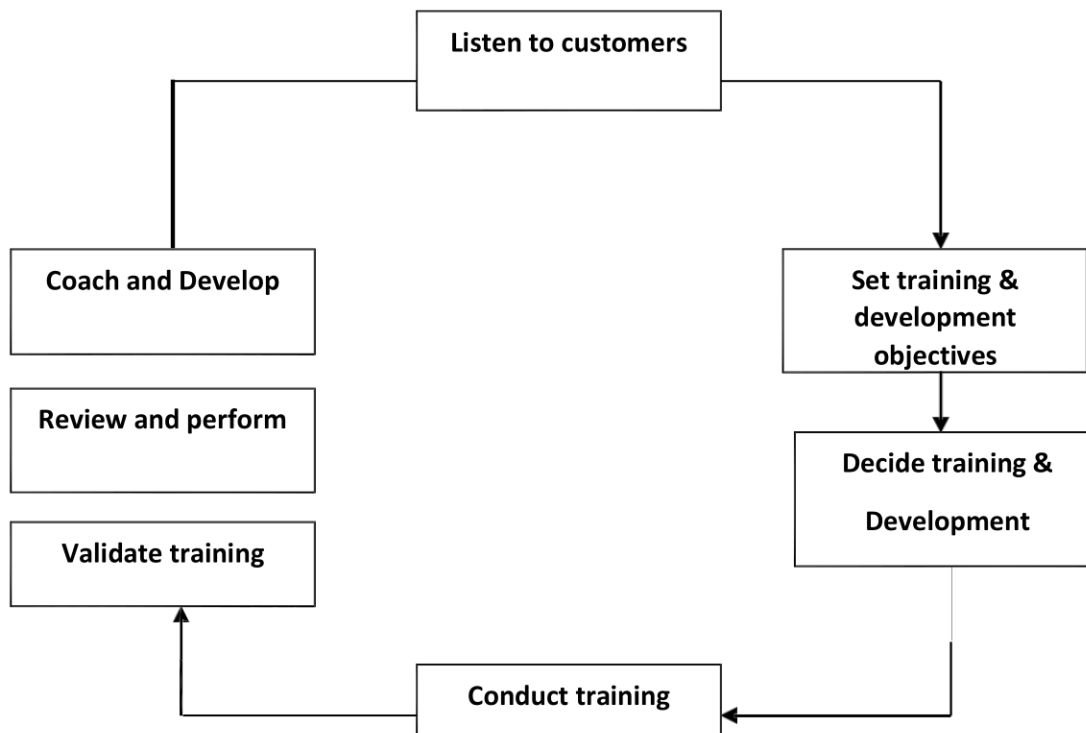 Listen to customers
Coach and Develop
Set training &
development
objectives
Review and perform
Decide training &
Development
Validate training
Conduct training